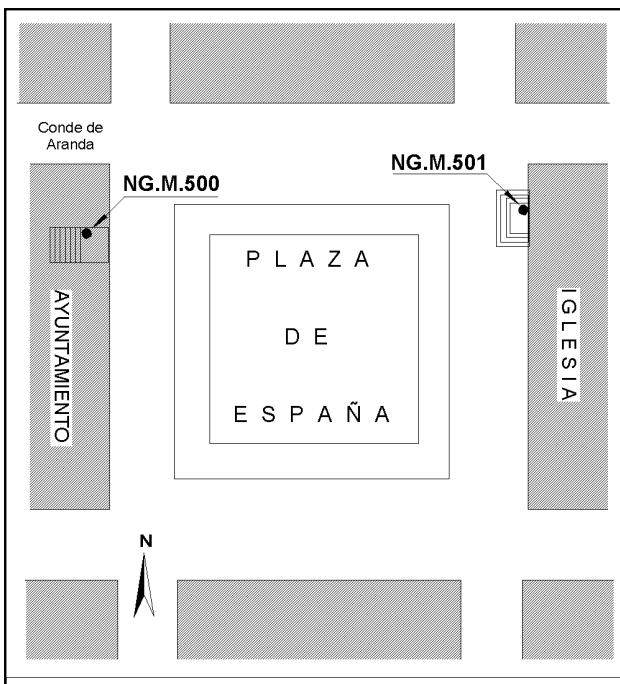 Conde de
Aranda
NG.M.500
NG.M.501
PLAZA
DE
ESPAÑA
AYUNTAMIENTO
IGLESIA
N